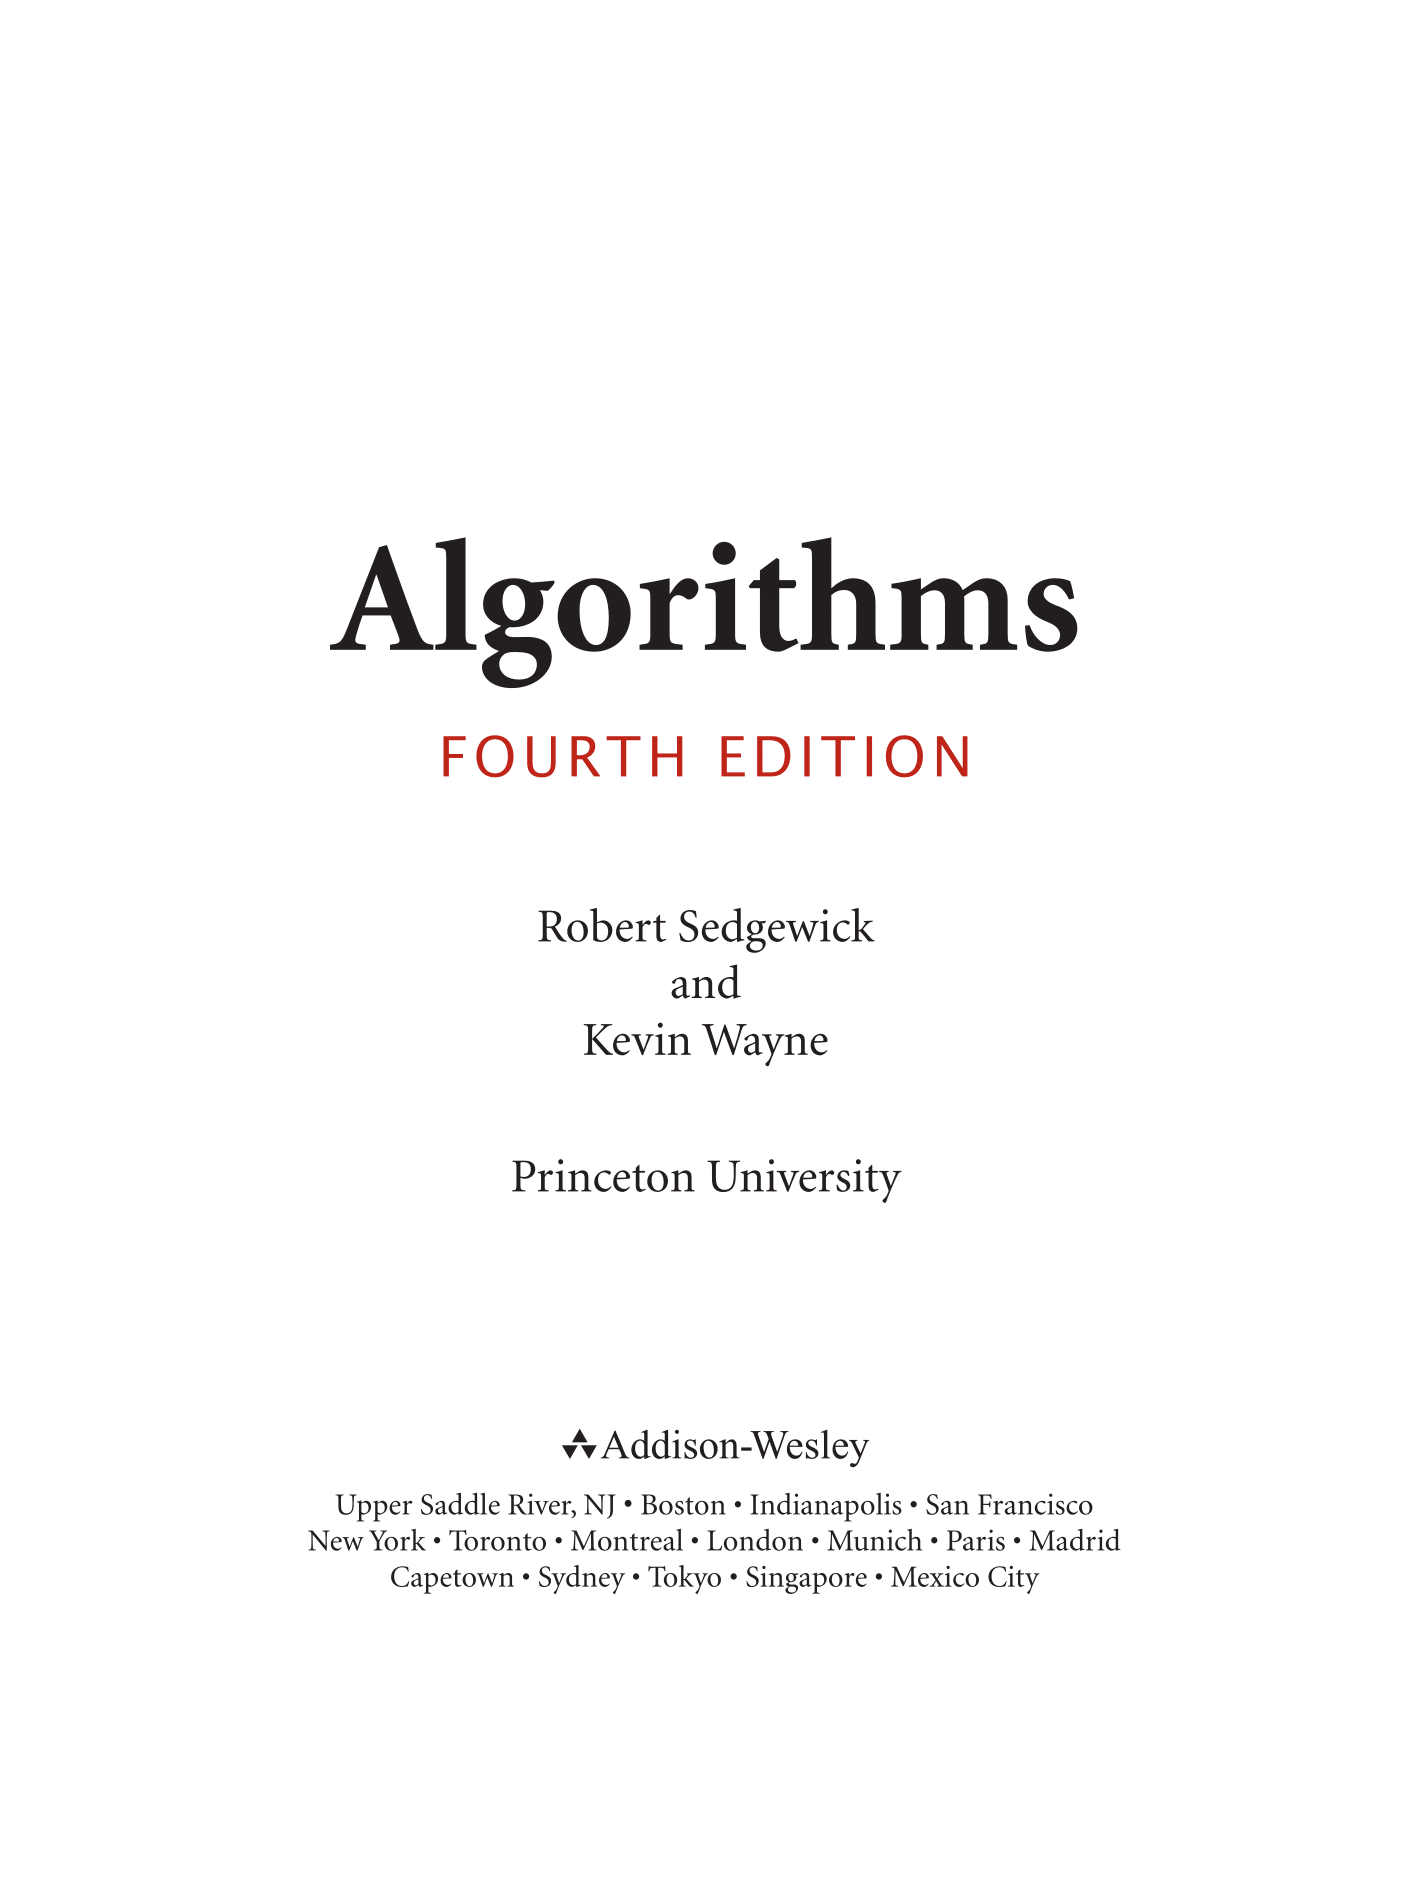 Algorithms
FOURTH EDITION
Robert Sedgewick
and
Kevin Wayne
Princeton University
Addison-Wesley
Upper Saddle River, NJ • Boston • Indianapolis • San Francisco
New York • Toronto • Montreal • London • Munich • Paris • Madrid
Capetown • Sydney • Tokyo • Singapore • Mexico City